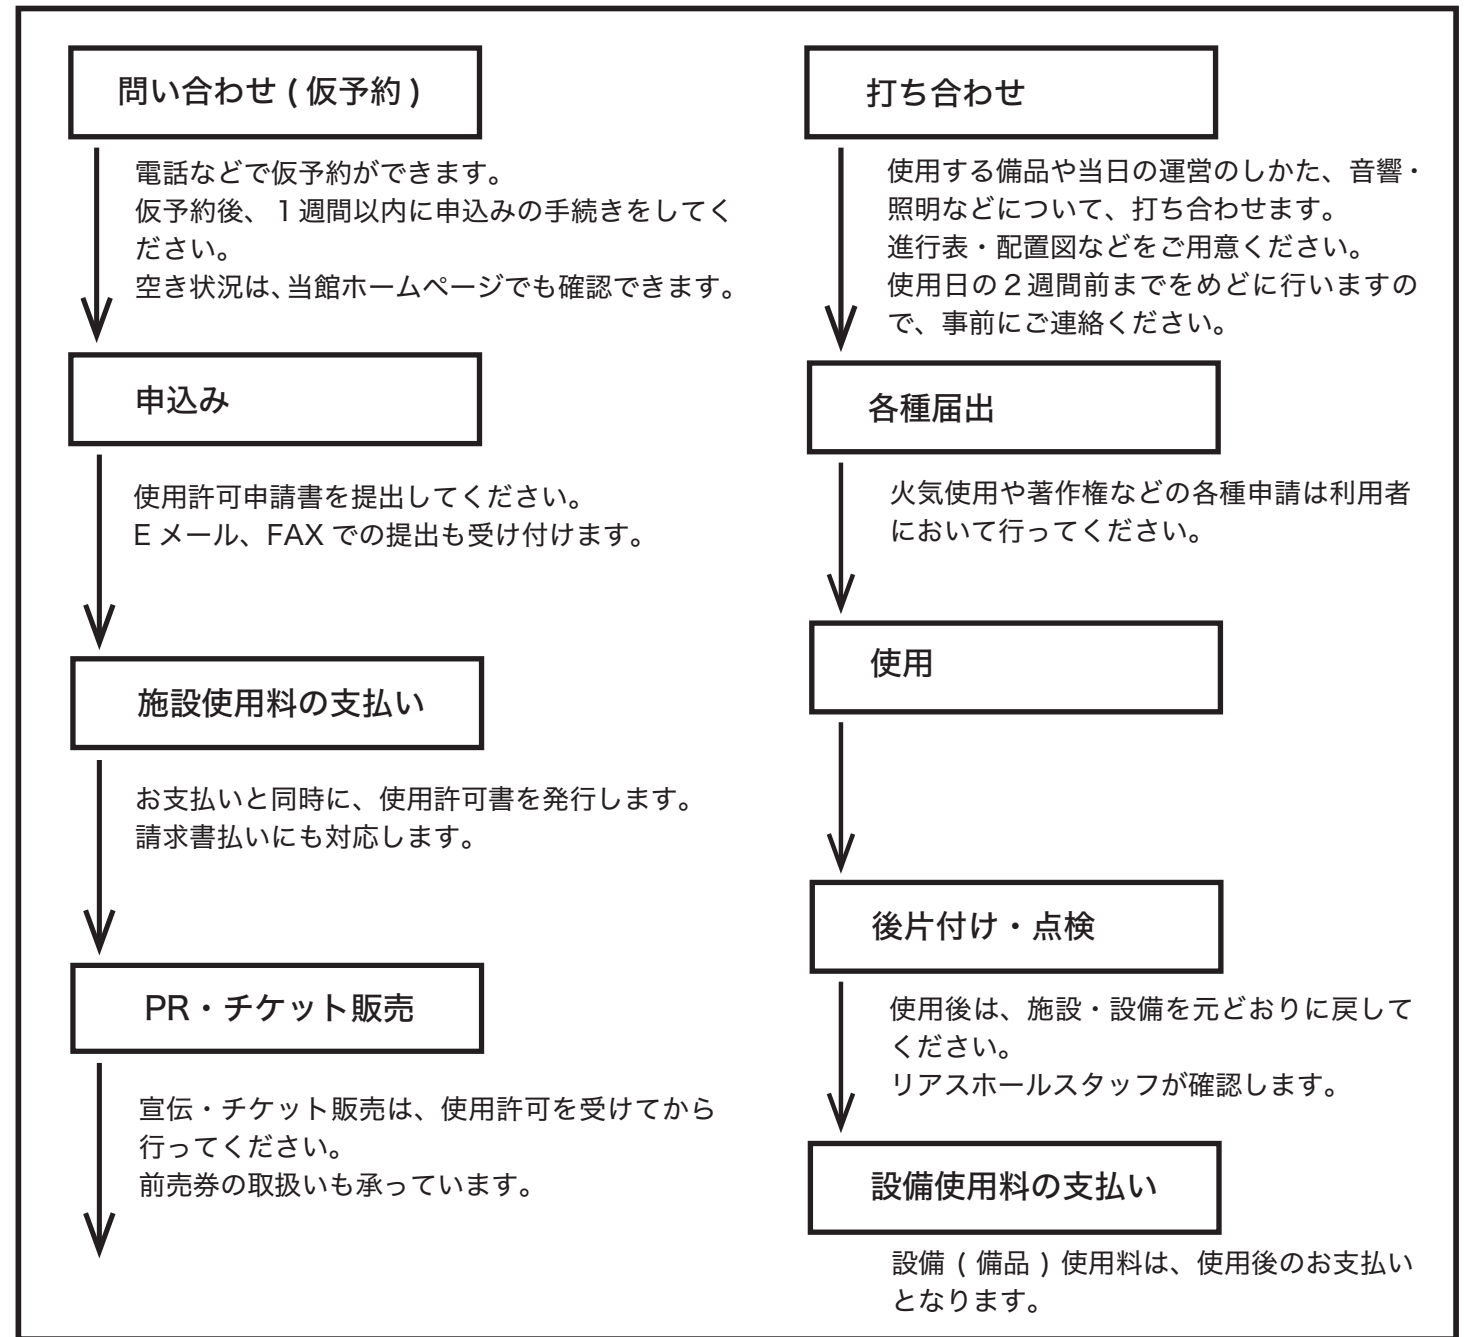 問い合わせ ( 仮予約 )
電話などで仮予約ができます。
仮予約後、１週間以内に申込みの手続きをしてく
ださい。
空き状況は、当館ホームページでも確認できます。
申込み
使用許可申請書を提出してください。
E メール、FAX での提出も受け付けます。
施設使用料の支払い
お支払いと同時に、使用許可書を発行します。
請求書払いにも対応します。
PR・チケット販売
宣伝・チケット販売は、使用許可を受けてから
行ってください。
前売券の取扱いも承っています。
打ち合わせ
使用する備品や当日の運営のしかた、音響・
照明などについて、打ち合わせます。
進行表・配置図などをご用意ください。
使用日の２週間前までをめどに行いますの
で、事前にご連絡ください。
各種届出
火気使用や著作権などの各種申請は利用者
において行ってください。
使用
後片付け・点検
使用後は、施設・設備を元どおりに戻して
ください。
リアスホールスタッフが確認します。
設備使用料の支払い
設備 ( 備品 ) 使用料は、使用後のお支払い
となります。